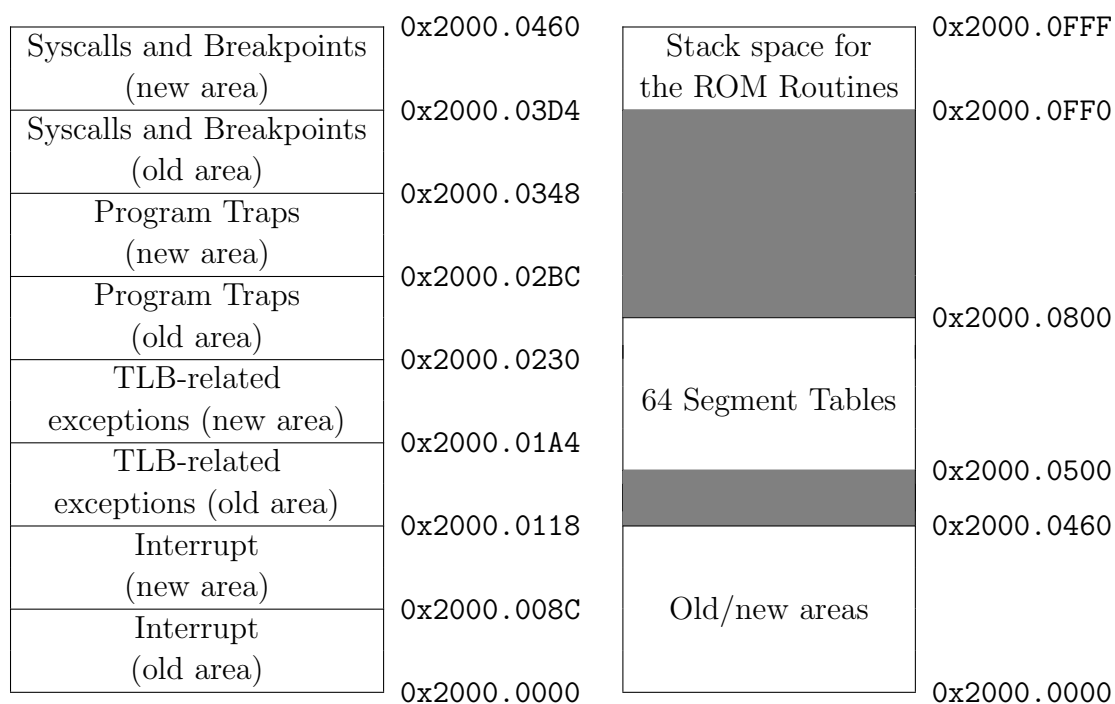 0x2000.0460
Syscalls and Breakpoints
(new area)
0x2000.03D4
Syscalls and Breakpoints
(old area)
0x2000.0348
Program Traps
(new area)
0x2000.02BC
Program Traps
(old area)
0x2000.0230
TLB-related
exceptions (new area)
0x2000.01A4
TLB-related
exceptions (old area)
0x2000.0118
Interrupt
(new area)
0x2000.008C
Interrupt
(old area)
0x2000.0000
0x2000.0FFF
Stack space for
the ROM Routines
0x2000.0FF0
0x2000.0800
64 Segment Tables
0x2000.0500
0x2000.0460
Old/new areas
0x2000.0000